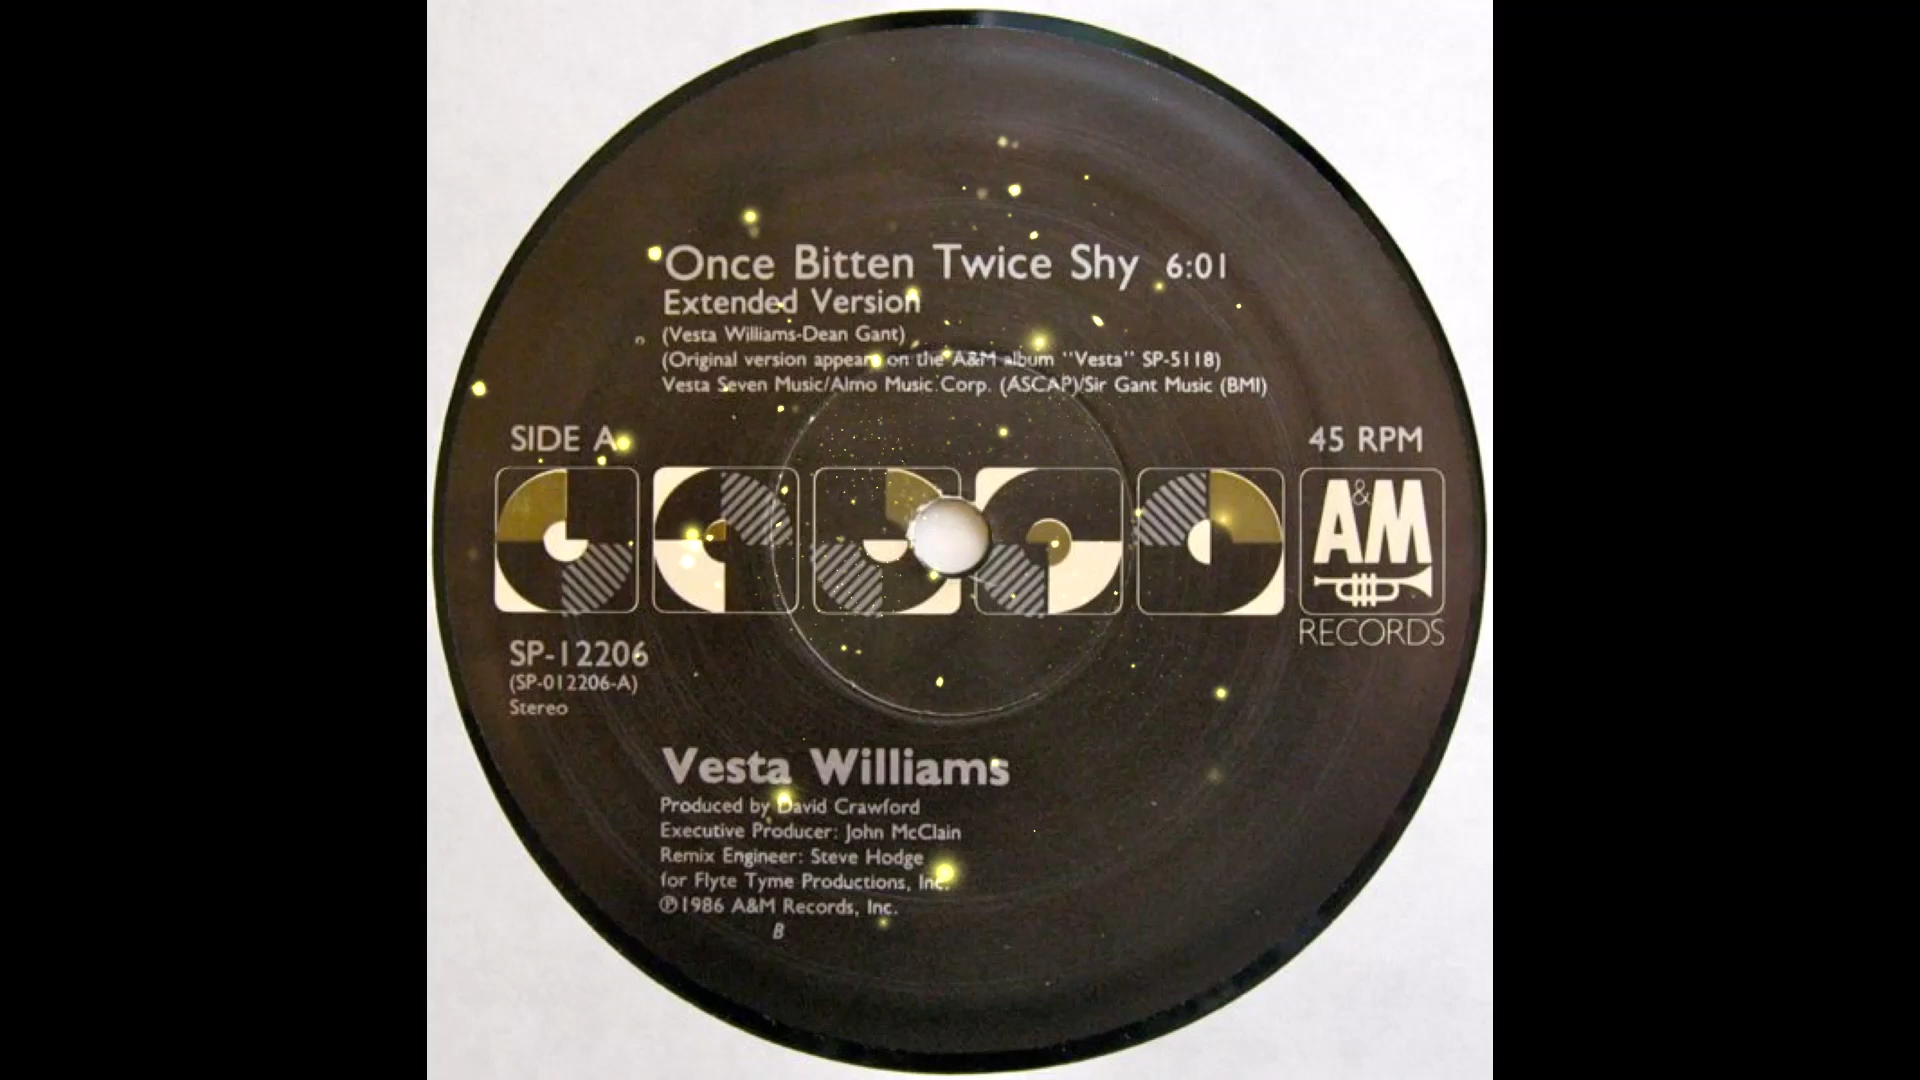 Once Bitten Twice Shy 6:01
Extended Version
(Vesta Williams-Dean Gant)
(Original version appears on the A&M album "Vesta" SP-5118)
Vesta Seven Music/Almo Music Corp. (ASCAP)/Sir Gant Music (BMI)
SIDE A
45 RPM
A&M
RECORDS
SP-12206
(SP-012206-A)
Stereo
Vesta Williams
Produced by David Crawford
Executive Producer: John McClain
Remix Engineer: Steve Hodge
for Flyte Tyme Productions, Inc.
℗1986 A&M Records, Inc.
B